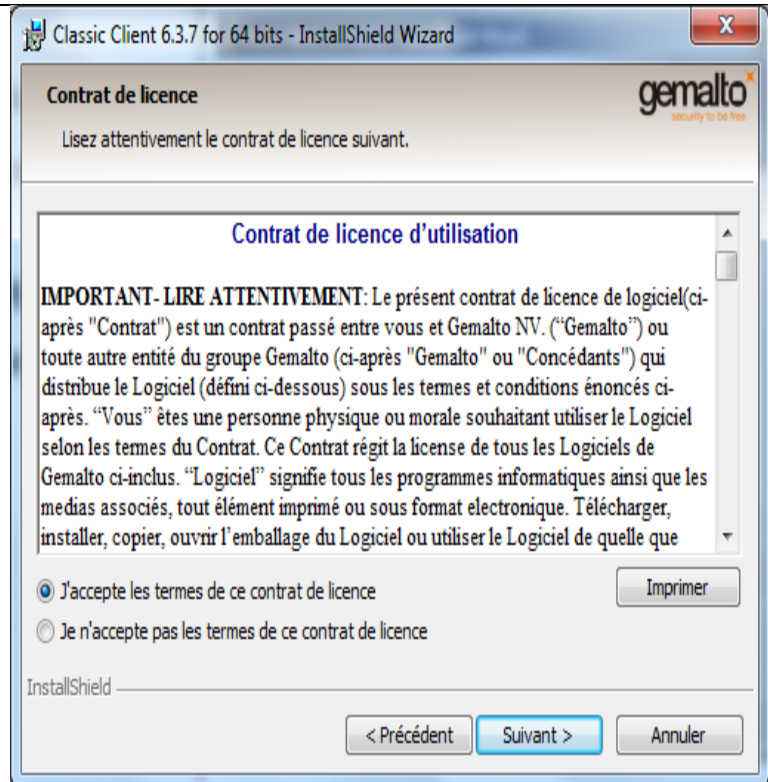 Classic Client 6.3.7 for 64 bits - InstallShield Wizard
Contrat de licence
gemalto
security to be free
Lisez attentivement le contrat de licence suivant.
Contrat de licence d'utilisation
IMPORTANT- LIRE ATTENTIVEMENT: Le présent contrat de licence de logiciel(ci-
après "Contrat") est un contrat passé entre vous et Gemalto NV. (“Gemalto”) ou
toute autre entité du groupe Gemalto (ci-après "Gemalto" ou "Concédants") qui
distribue le Logiciel (défini ci-dessous) sous les termes et conditions énoncés ci-
après. “Vous” êtes une personne physique ou morale souhaitant utiliser le Logiciel
selon les termes du Contrat. Ce Contrat régit la license de tous les Logiciels de
Gemalto ci-inclus. “Logiciel” signifie tous les programmes informatiques ainsi que les
medias associés, tout élément imprimé ou sous format electronique. Télécharger,
installer, copier, ouvrir l’emballage du Logiciel ou utiliser le Logiciel de quelle que
J'accepte les termes de ce contrat de licence
Imprimer
Je n'accepte pas les termes de ce contrat de licence
InstallShield
< Précédent
Suivant >
Annuler